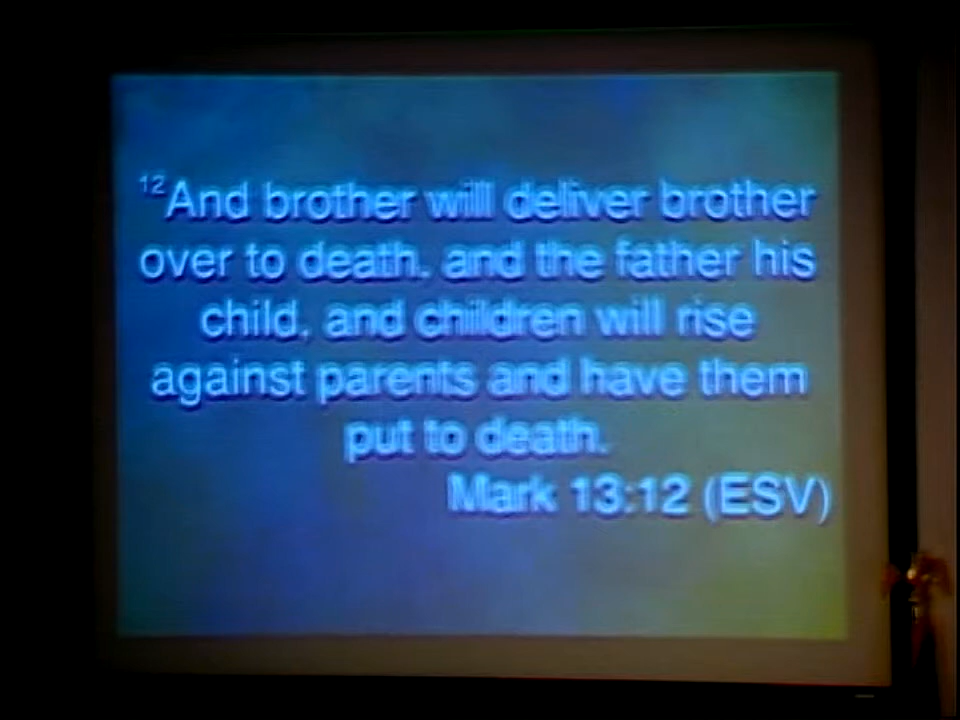 12And brother will deliver brother
over to death, and the father his
child, and children will rise
against parents and have them
put to death.
Mark 13:12 (ESV)